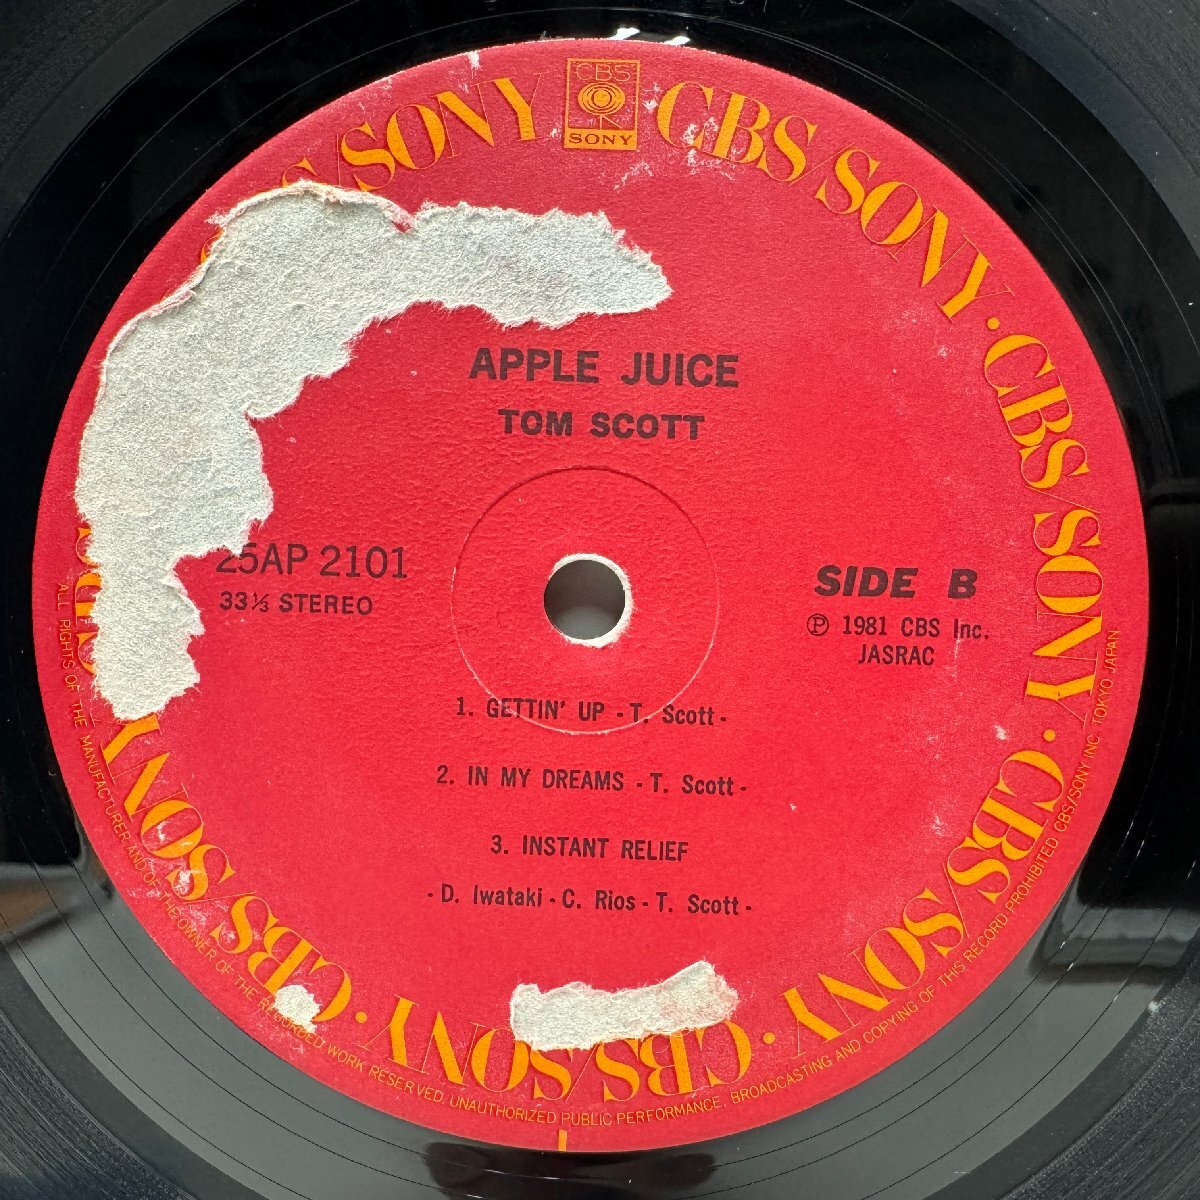 CBS
SONY
CBS/SONY · CBS/SONY · CBS/SONY · CBS/SONY · CBS/SONY /SONY
APPLE JUICE
TOM SCOTT
25AP 2101
33⅓ STEREO
SIDE B
Ⓟ 1981 CBS Inc.
JASRAC
1. GETTIN' UP - T. Scott -
2. IN MY DREAMS - T. Scott -
3. INSTANT RELIEF
- D. Iwataki - C. Rios - T. Scott -
ALL RIGHTS OF THE MANUFACTURER AND OF THE OWNER OF THE RECORDED WORK RESERVED. UNAUTHORIZED PUBLIC PERFORMANCE, BROADCASTING AND COPYING OF THIS RECORD PROHIBITED CBS/SONY INC. TOKYO JAPAN